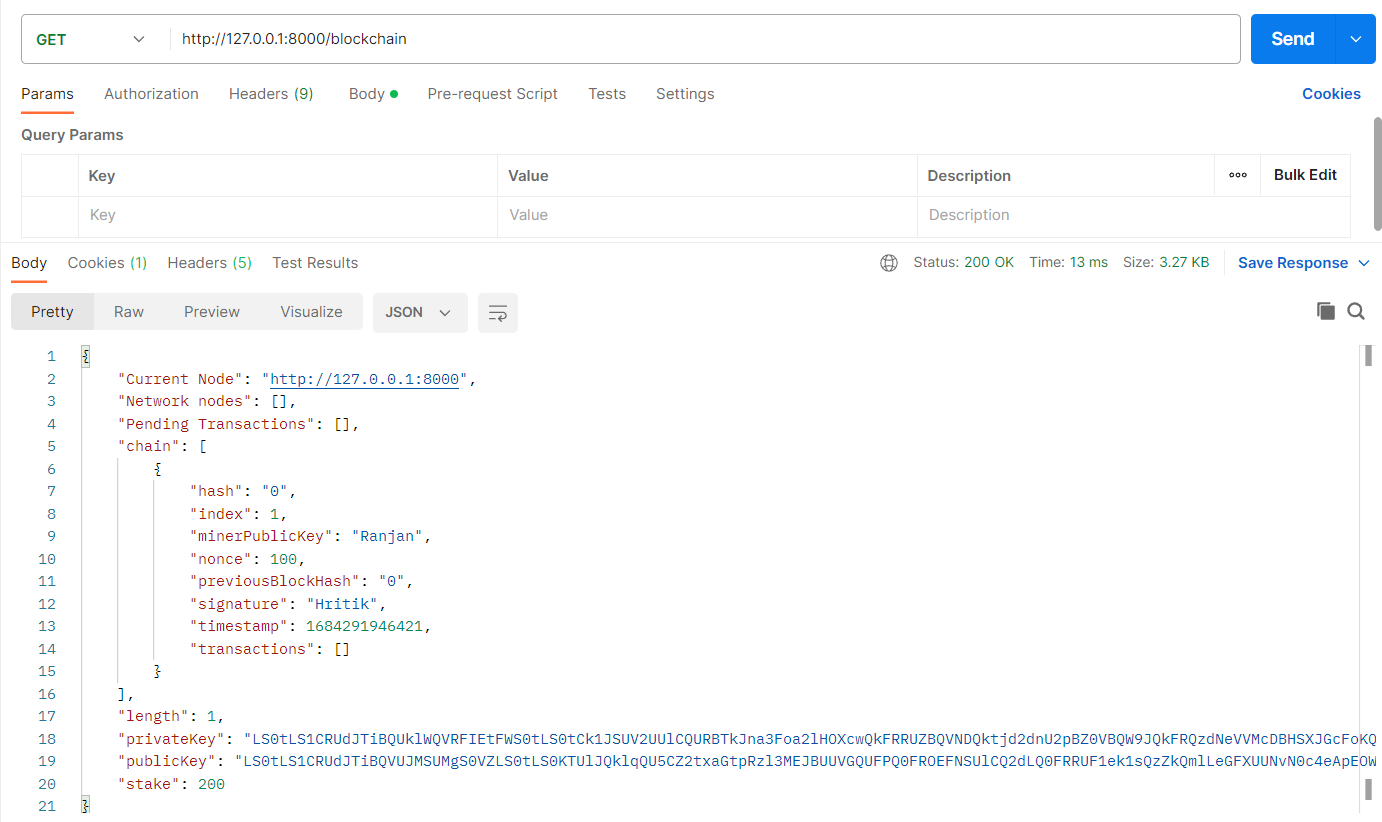 GET http://127.0.0.1:8000/blockchain Send
Params Authorization Headers (9) Body Pre-request Script Tests Settings Cookies
Query Params
Key Value Description Bulk Edit
Key Value Description
Body Cookies (1) Headers (5) Test Results Status: 200 OK Time: 13 ms Size: 3.27 KB Save Response
Pretty Raw Preview Visualize JSON
1 {
2 "Current Node": "http://127.0.0.1:8000",
3 "Network nodes": [],
4 "Pending Transactions": [],
5 "chain": [
6 {
7 "hash": "0",
8 "index": 1,
9 "minerPublicKey": "Ranjan",
10 "nonce": 100,
11 "previousBlockHash": "0",
12 "signature": "Hritik",
13 "timestamp": 1684291946421,
14 "transactions": []
15 }
16 ],
17 "length": 1,
18 "privateKey":
19 "publicKey":
20 "stake": 200
21 }